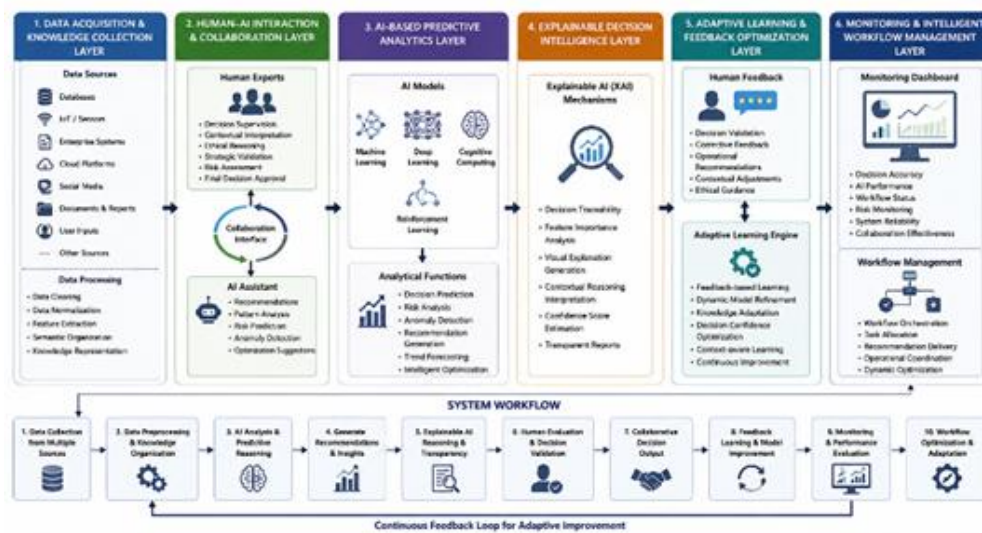 1. DATA ACQUISITION &
KNOWLEDGE COLLECTION
LAYER
Data Sources
Databases
IoT / Sensors
Enterprise Systems
Cloud Platforms
Social Media
Documents & Reports
User Inputs
Other Sources
Data Processing
• Data Cleaning
• Data Normalization
• Feature Extraction
• Semantic Organization
• Knowledge Representation
2. HUMAN–AI INTERACTION
& COLLABORATION LAYER
Human Experts
• Decision Supervision
• Contextual Interpretation
• Ethical Reasoning
• Strategic Validation
• Risk Assessment
• Final Decision Approval
Collaboration
Interface
AI Assistant
• Recommendations
• Pattern Analysis
• Risk Prediction
• Anomaly Detection
• Optimization Suggestions
3. AI-BASED PREDICTIVE
ANALYTICS LAYER
AI Models
Machine
Learning
Deep
Learning
Cognitive
Computing
Reinforcement
Learning
Analytical Functions
• Decision Prediction
• Risk Analysis
• Anomaly Detection
• Recommendation
Generation
• Trend Forecasting
• Intelligent Optimization
4. EXPLAINABLE DECISION
INTELLIGENCE LAYER
Explainable AI (XAI)
Mechanisms
• Decision Traceability
• Feature Importance
Analysis
• Visual Explanation
Generation
• Contextual Reasoning
Interpretation
• Confidence Score
Estimation
• Transparent Reports
5. ADAPTIVE LEARNING &
FEEDBACK OPTIMIZATION
LAYER
Human Feedback
• Decision Validation
• Corrective Feedback
• Operational
Recommendations
• Contextual Adjustments
• Ethical Guidance
Adaptive Learning Engine
• Feedback-based Learning
• Dynamic Model Refinement
• Knowledge Adaptation
• Decision Confidence
Optimization
• Context-aware Learning
• Continuous Improvement
6. MONITORING & INTELLIGENT
WORKFLOW MANAGEMENT
LAYER
Monitoring Dashboard
• Decision Accuracy
• AI Performance
• Workflow Status
• Risk Monitoring
• System Reliability
• Collaboration Effectiveness
Workflow Management
• Workflow Orchestration
• Task Allocation
• Recommendation Delivery
• Operational Coordination
• Dynamic Optimization
SYSTEM WORKFLOW
1. Data Collection
from Multiple
Sources
2. Data Preprocessing
& Knowledge
Organization
3. AI Analysis &
Predictive
Reasoning
4. Generate
Recommendations
& Insights
5. Explainable AI
Reasoning &
Transparency
6. Human Evaluation
& Decision
Validation
7. Collaborative
Decision
Output
8. Feedback
Learning & Model
Improvement
9. Monitoring
& Performance
Evaluation
10. Workflow
Optimization
& Adaptation
Continuous Feedback Loop for Adaptive Improvement